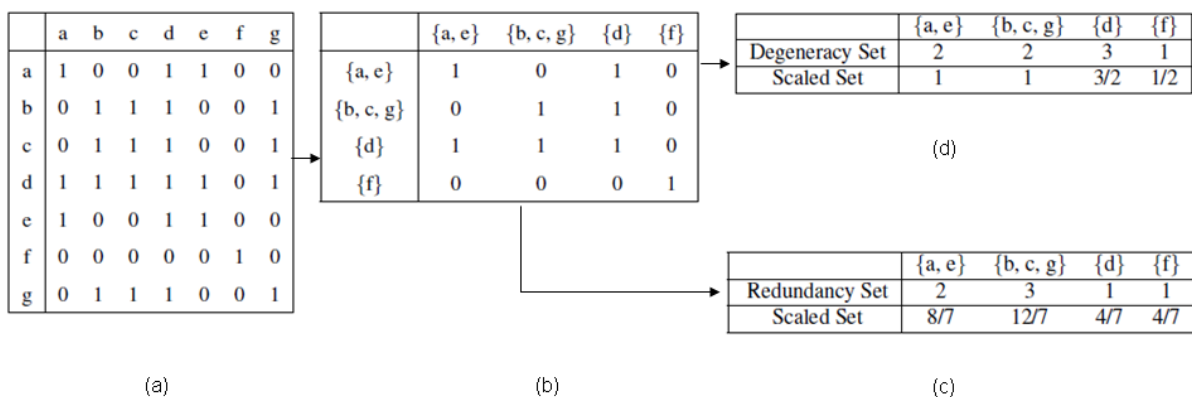 a b c d e f g
a 1 0 0 1 1 0 0
b 0 1 1 1 0 0 1
c 0 1 1 1 0 0 1
d 1 1 1 1 1 0 1
e 1 0 0 1 1 0 0
f 0 0 0 0 0 1 0
g 0 1 1 1 0 0 1
(a)
{a, e} {b, c, g} {d} {f}
{a, e} 1 0 1 0
{b, c, g} 0 1 1 0
{d} 1 1 1 0
{f} 0 0 0 1
(b)
{a, e} {b, c, g} {d} {f}
Degeneracy Set 2 2 3 1
Scaled Set 1 1 3/2 1/2
(d)
{a, e} {b, c, g} {d} {f}
Redundancy Set 2 3 1 1
Scaled Set 8/7 12/7 4/7 4/7
(c)